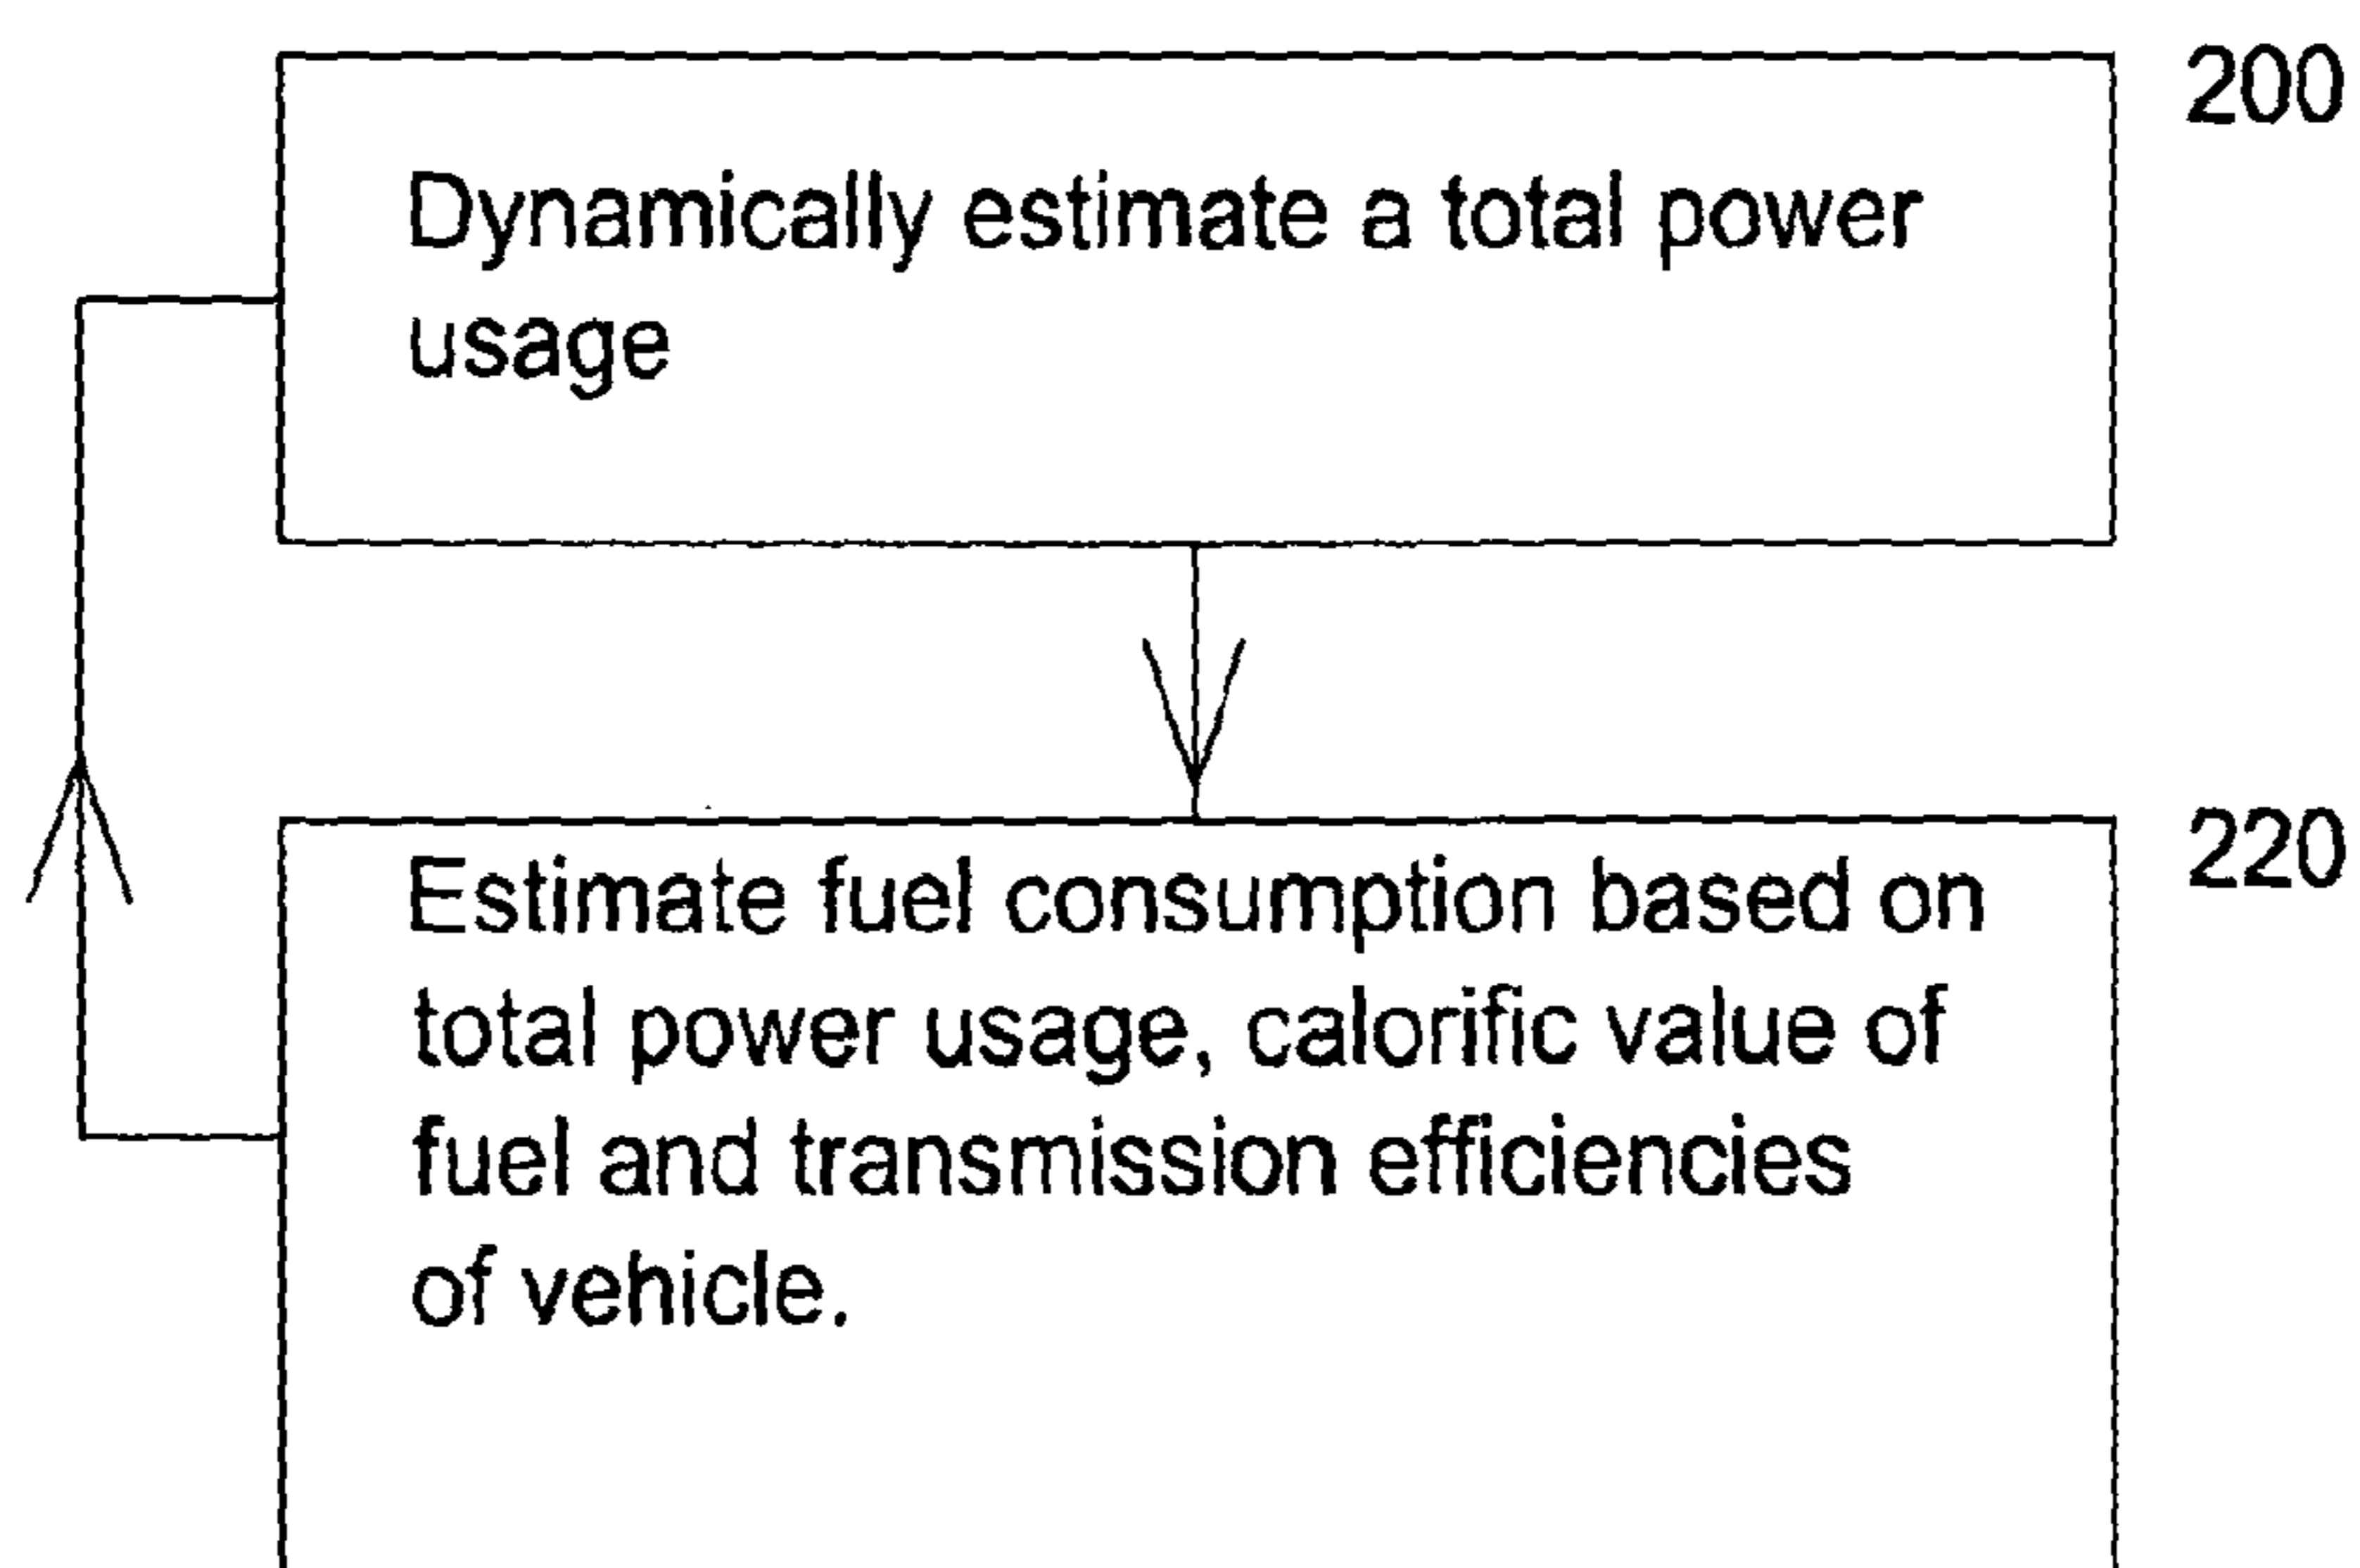 200
Dynamically estimate a total power
usage
220
Estimate fuel consumption based on
total power usage, calorific value of
fuel and transmission efficiencies
of vehicle.